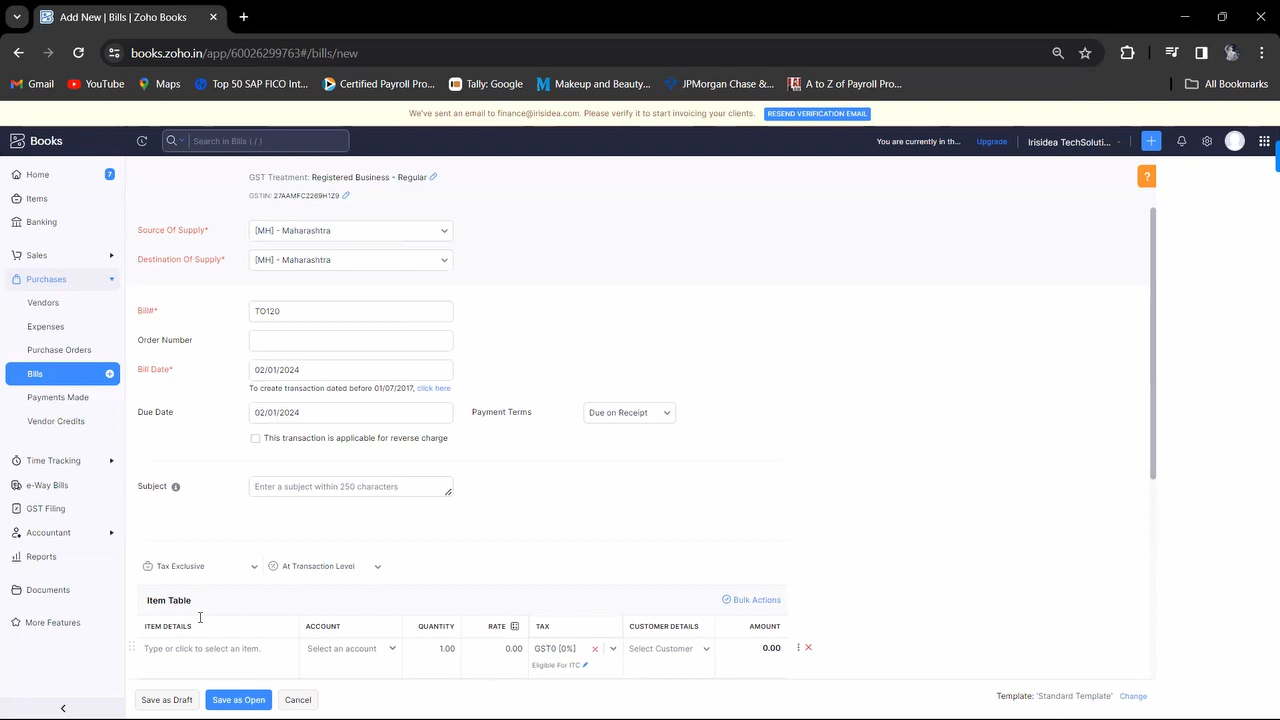 Add New | Bills | Zoho Books
books.zoho.in/app/60026299763#/bills/new
Gmail
YouTube
Maps
Top 50 SAP FICO Int...
Certified Payroll Pro...
Tally: Google
Makeup and Beauty...
JPMorgan Chase &...
A to Z of Payroll Pro...
All Bookmarks
We've sent an email to finance@irisidea.com. Please verify it to start invoicing your clients. RESEND VERIFICATION EMAIL
Books
Search in Bills ( / )
You are currently in th...
Upgrade
Irisidea TechSoluti...
Home 7
Items
Banking
Sales
Purchases
Vendors
Expenses
Purchase Orders
Bills
Payments Made
Vendor Credits
Time Tracking
e-Way Bills
GST Filing
Accountant
Reports
Documents
More Features
GST Treatment: Registered Business - Regular
GSTIN: 27AAMFC2269H1Z9
?
Source Of Supply* [MH] - Maharashtra
Destination Of Supply* [MH] - Maharashtra
Bill#* TO120
Order Number
Bill Date* 02/01/2024
To create transaction dated before 01/07/2017, click here
Due Date 02/01/2024 Payment Terms Due on Receipt
This transaction is applicable for reverse charge
Subject Enter a subject within 250 characters
Tax Exclusive At Transaction Level
Item Table Bulk Actions
ITEM DETAILS ACCOUNT QUANTITY RATE TAX CUSTOMER DETAILS AMOUNT
Type or click to select an item. Select an account 1.00 0.00 GST0 [0%] Select Customer 0.00
Eligible For ITC
Save as Draft Save as Open Cancel Template: 'Standard Template' Change